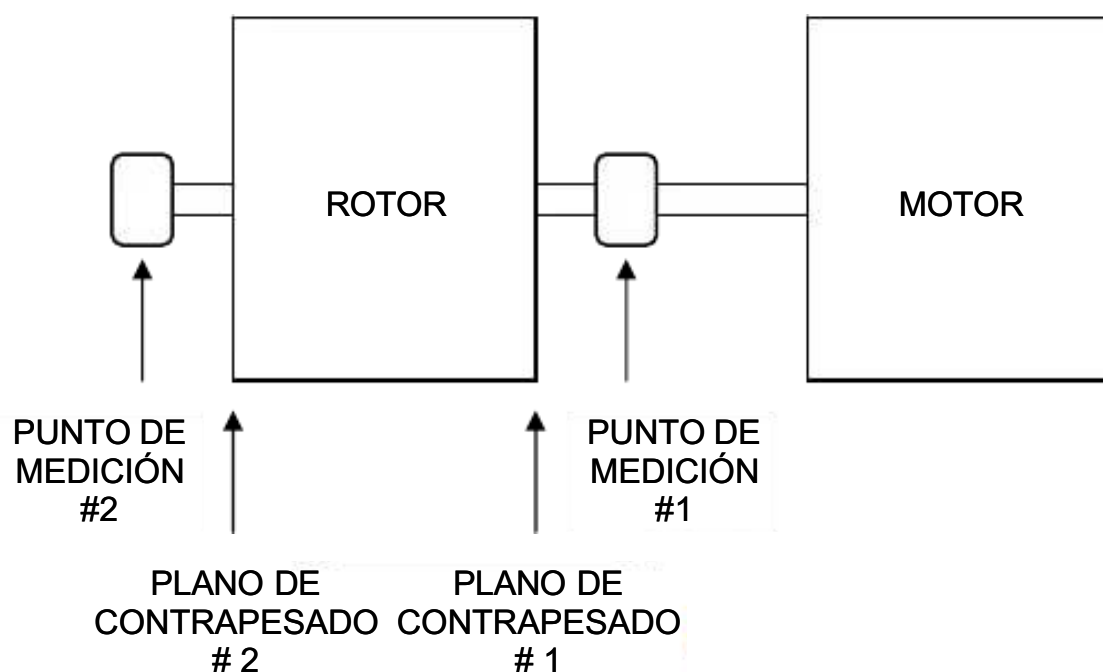 ROTOR
MOTOR
PUNTO DE
MEDICIÓN
#2
PUNTO DE
MEDICIÓN
#1
PLANO DE
CONTRAPESADO
# 2
PLANO DE
CONTRAPESADO
# 1